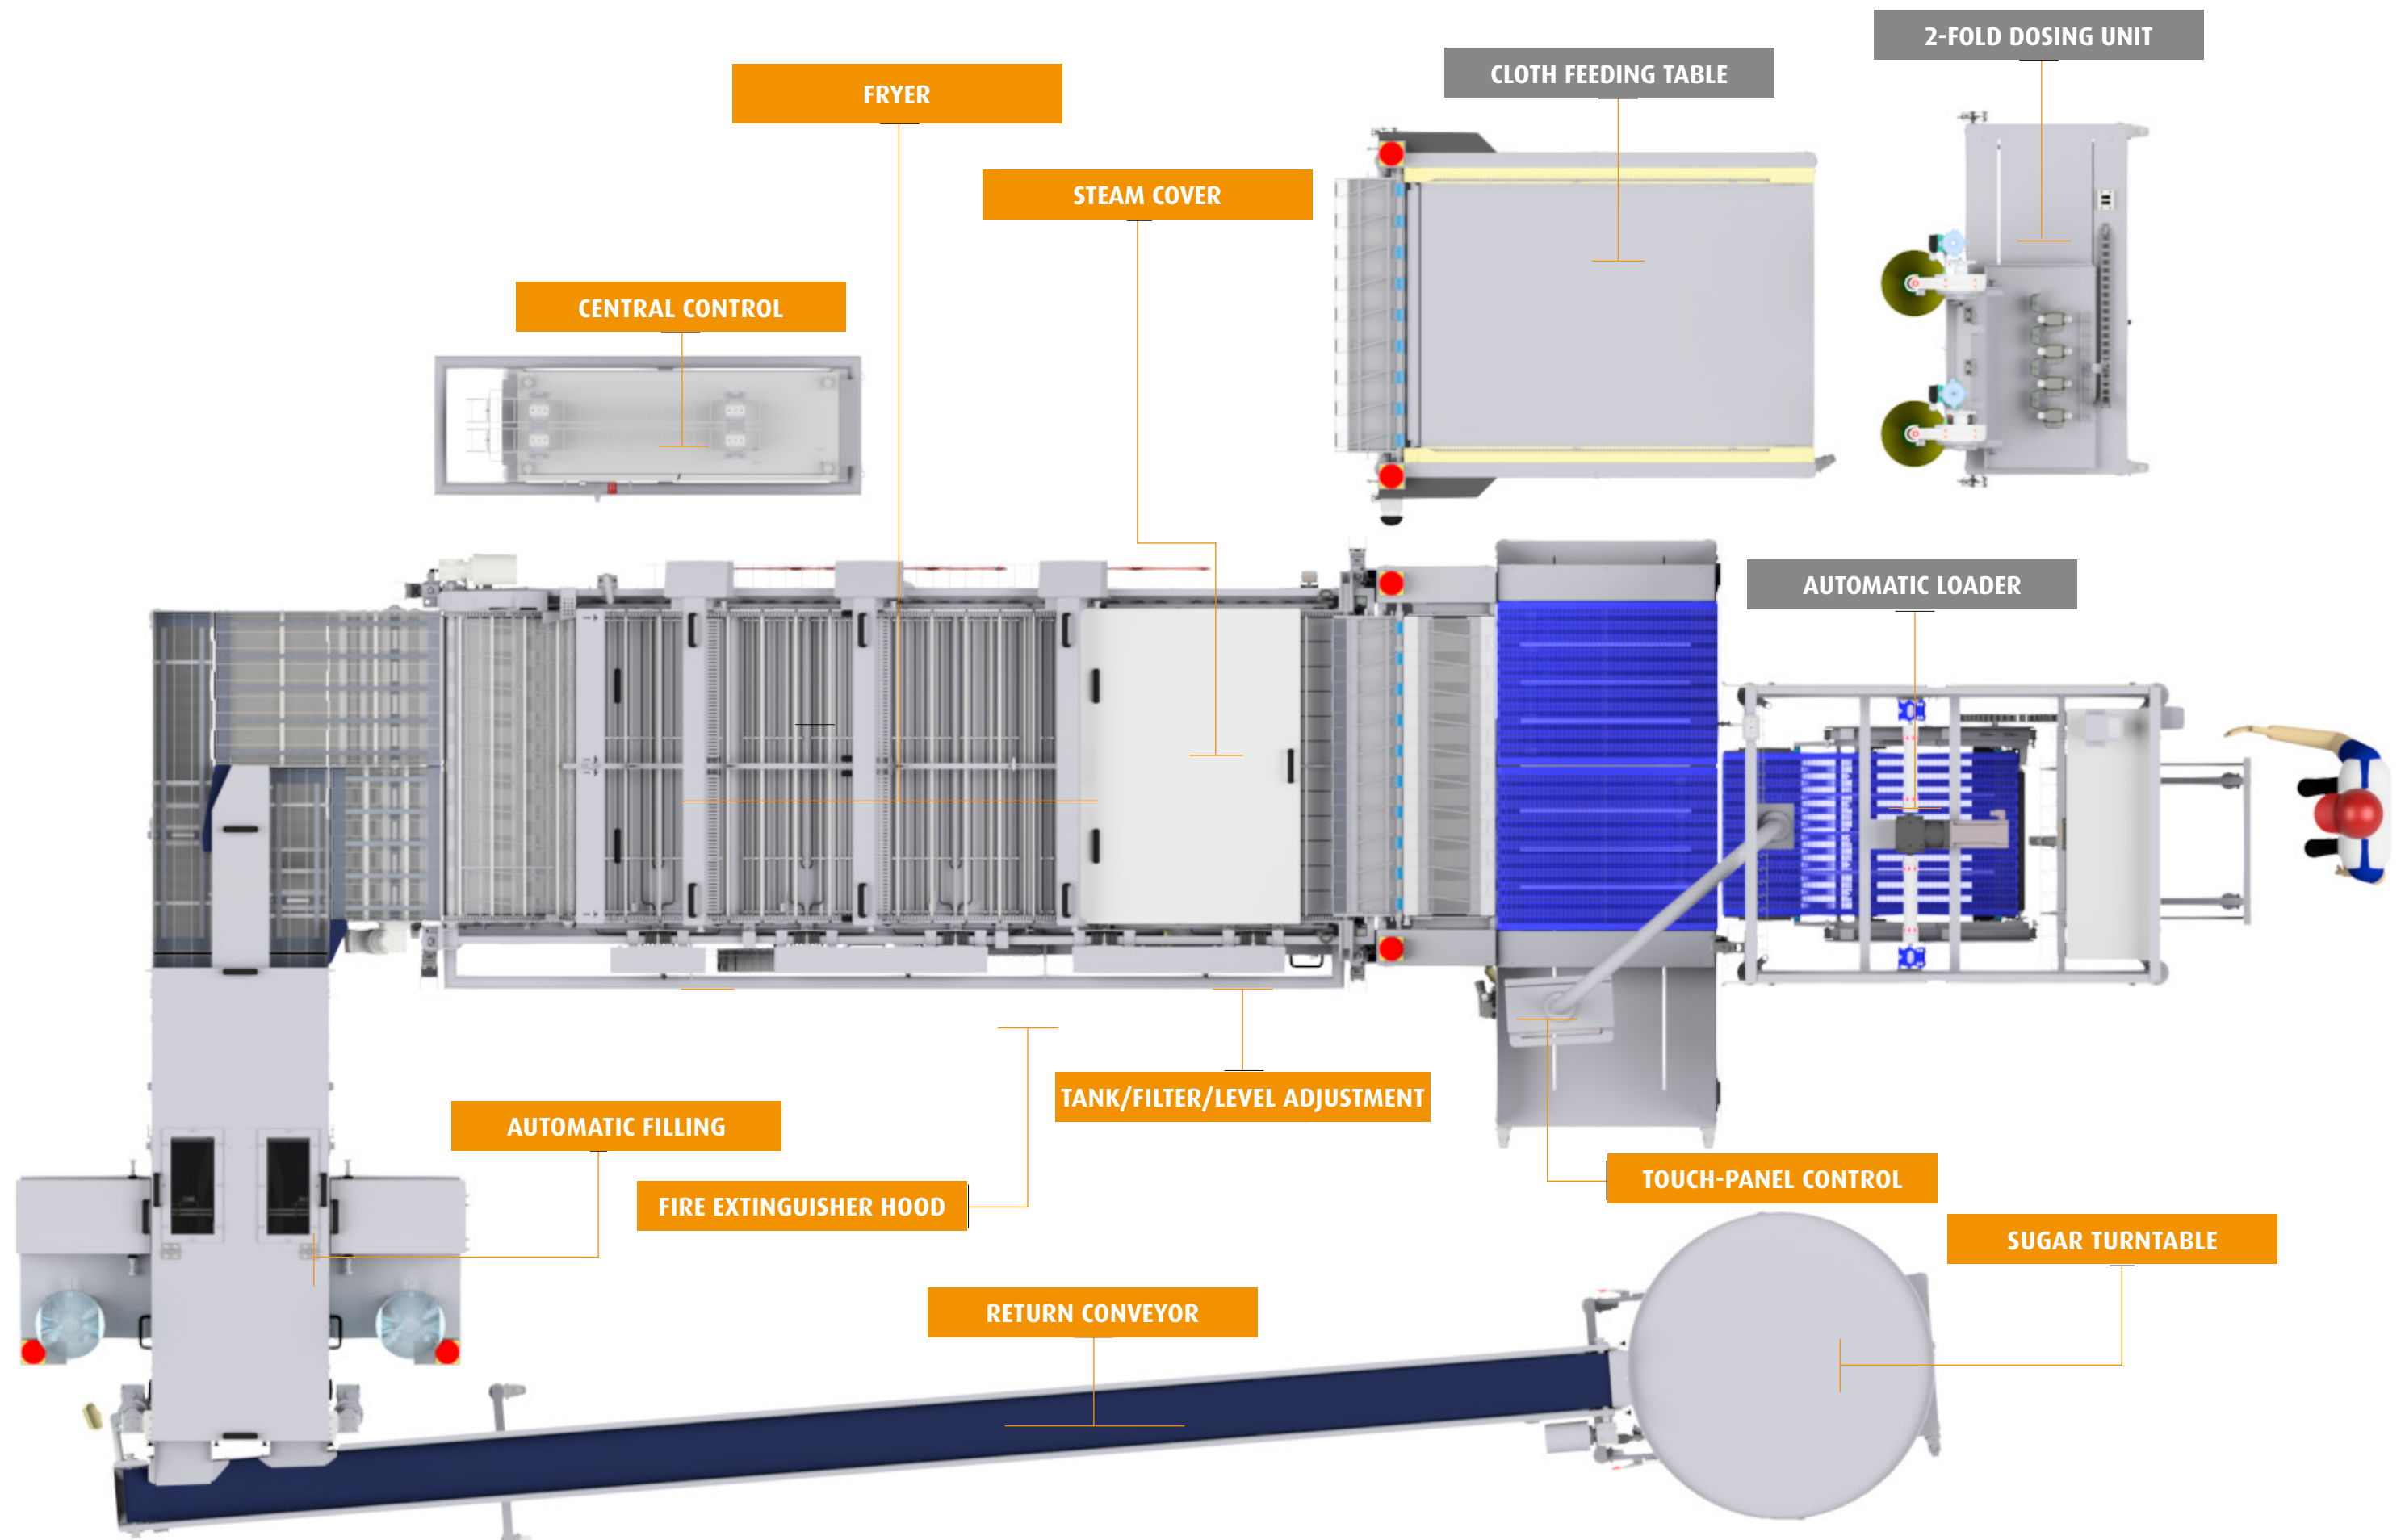 2-FOLD DOSING UNIT
CLOTH FEEDING TABLE
FRYER
STEAM COVER
CENTRAL CONTROL
AUTOMATIC LOADER
TANK/FILTER/LEVEL ADJUSTMENT
AUTOMATIC FILLING
TOUCH-PANEL CONTROL
FIRE EXTINGUISHER HOOD
SUGAR TURNTABLE
RETURN CONVEYOR